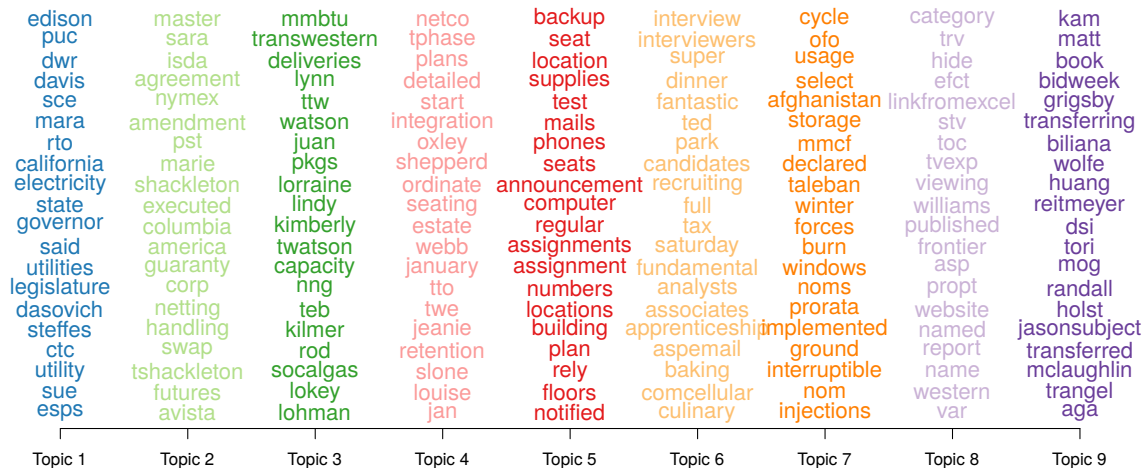 edison master mmbtu netco backup interview cycle category kam
puc sara transwestern tphase seat interviewers ofo trv matt
dwr isda deliveries plans location super usage hide book
davis agreement lynn detailed supplies dinner select efct bidweek
sce nymex ttw start test fantastic afghanistan linkfromexcel grigsby
mara amendment watson integration mails ted storage stv transferring
rto pst juan oxley phones park mmcf toc biliana
california marie pkgs shepperd seats candidates declared tvexp wolfe
electricity shackleton lorraine ordinate announcement recruiting taleban viewing huang
state executed lindy seating computer full winter williams reitmeyer
governor columbia kimberly estate regular tax forces published dsi
said america twatson webb assignments saturday burn frontier tori
utilities guaranty capacity january assignment fundamental windows asp mog
legislature corp nng tto numbers analysts noms propt randall
dasovich netting teb twe locations associates prorata website holst
steffes handling kilmer jeanie building apprenticeship implemented named jasonsubject
ctc swap rod retention plan aspemail ground report transferred
utility tshackleton socalgas slone rely baking interruptible name mclaughlin
sue futures lokey louise floors comcellular nom western trangel
esps avista lohman jan notified culinary injections var aga
Topic 1 Topic 2 Topic 3 Topic 4 Topic 5 Topic 6 Topic 7 Topic 8 Topic 9